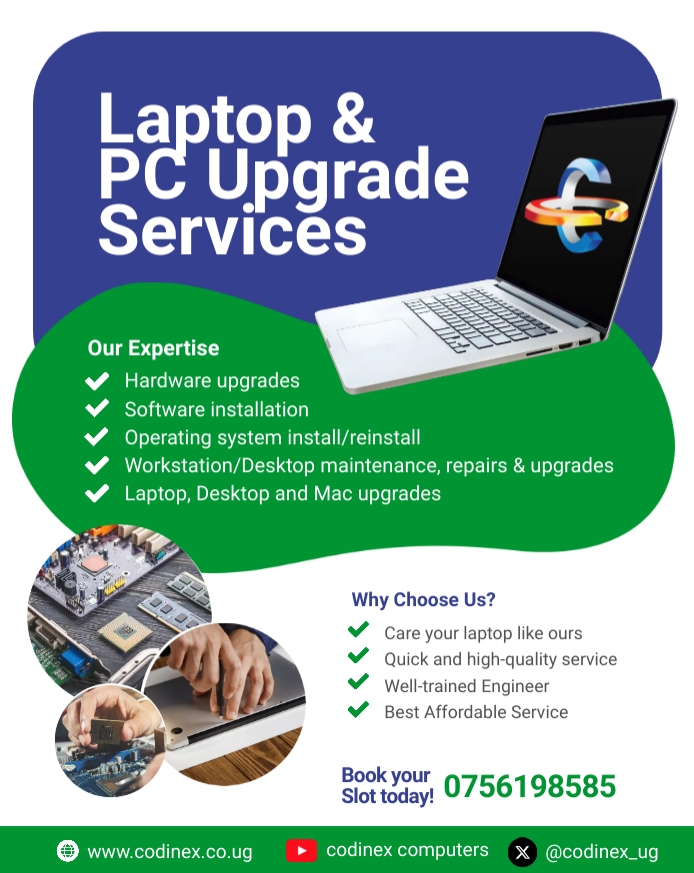 Laptop &
PC Upgrade
Services
Our Expertise
Hardware upgrades
Software installation
Operating system install/reinstall
Workstation/Desktop maintenance, repairs & upgrades
Laptop, Desktop and Mac upgrades
Why Choose Us?
Care your laptop like ours
Quick and high-quality service
Well-trained Engineer
Best Affordable Service
Book your
Slot today!
0756198585
www.codinex.co.ug
codinex computers
@codinex_ug